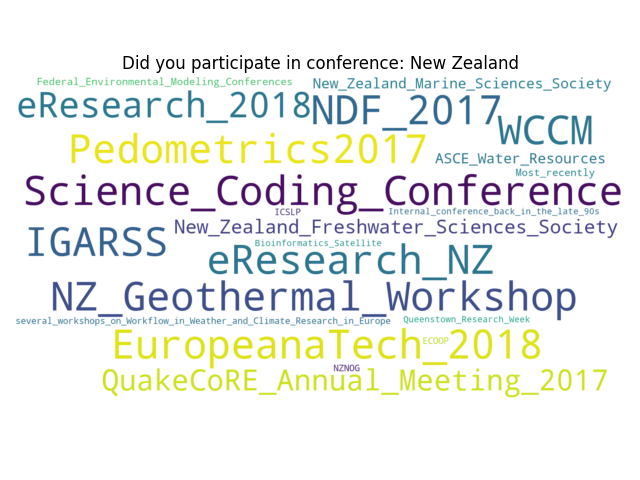 Did you participate in conference: New Zealand
Federal_Environmental_Modeling_Conferences
New_Zealand_Marine_Sciences_Society
eResearch_2018
NDF_2017
WCCM
Pedometrics2017
ASCE_Water_Resources
Most_recently
Science_Coding_Conference
ICSLP
Internal_conference_back_in_the_late_90s
New_Zealand_Freshwater_Sciences_Society
IGARSS
Bioinformatics_Satellite
eResearch_NZ
NZ_Geothermal_Workshop
several_workshops_on_Workflow_in_Weather_and_Climate_Research_in_Europe
Queenstown_Research_Week
EuropeanaTech_2018
ECOOP
NZNOG
QuakeCoRE_Annual_Meeting_2017